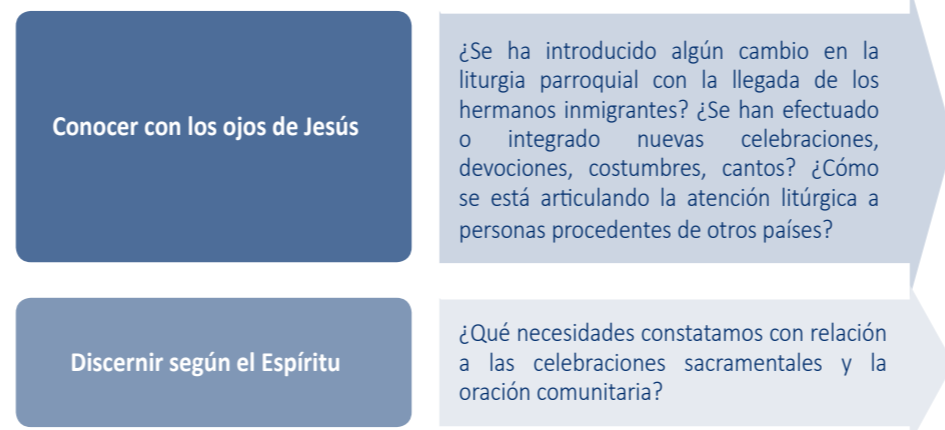 Conocer con los ojos de Jesús
¿Se ha introducido algún cambio en la
liturgia parroquial con la llegada de los
hermanos inmigrantes? ¿Se han efectuado
o integrado nuevas celebraciones,
devociones, costumbres, cantos? ¿Cómo
se está articulando la atención litúrgica a
personas procedentes de otros países?
Discernir según el Espíritu
¿Qué necesidades constatamos con relación
a las celebraciones sacramentales y la
oración comunitaria?